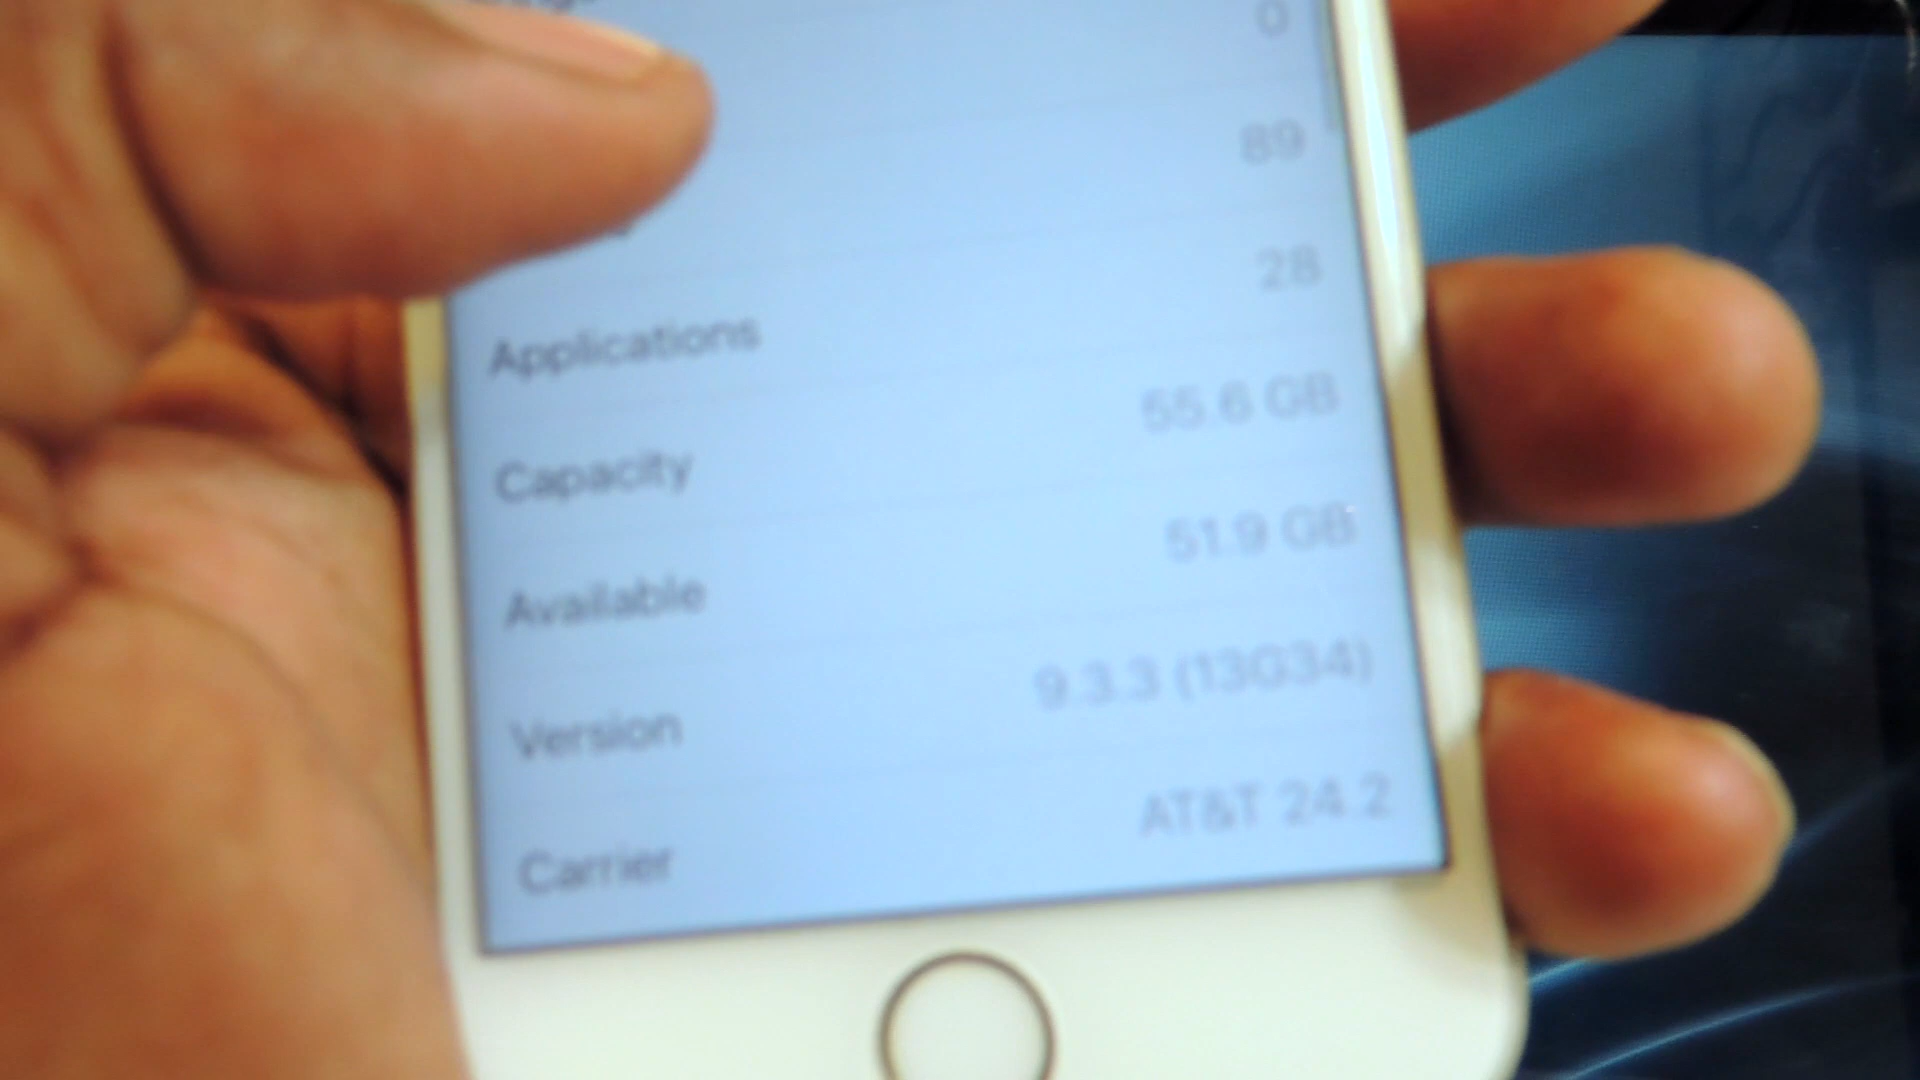 0
89
Applications 28
Capacity 55.6 GB
Available 51.9 GB
Version 9.3.3 (13G34)
Carrier AT&T 24.2